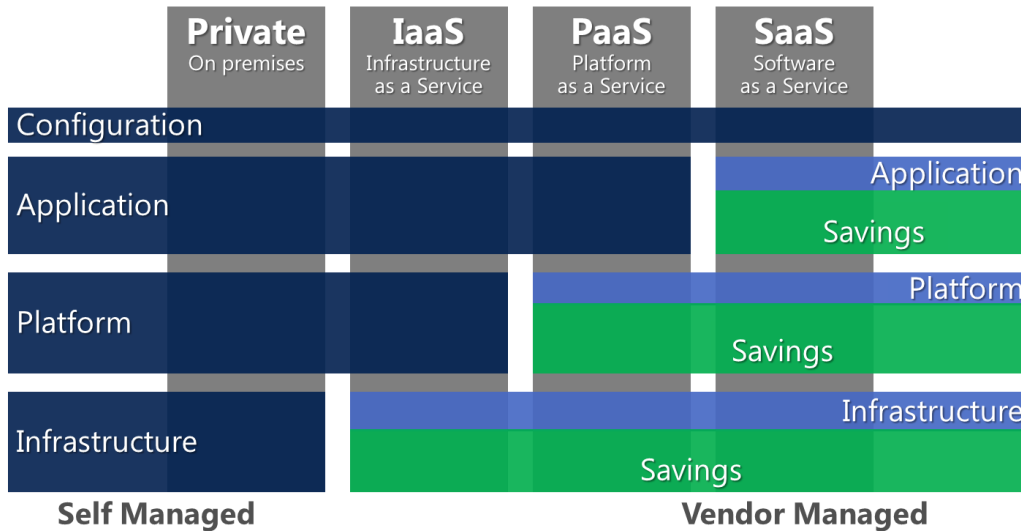 Private
On premises
IaaS
Infrastructure
as a Service
PaaS
Platform
as a Service
SaaS
Software
as a Service
Configuration
Application
Application
Savings
Platform
Platform
Savings
Infrastructure
Infrastructure
Savings
Self Managed
Vendor Managed